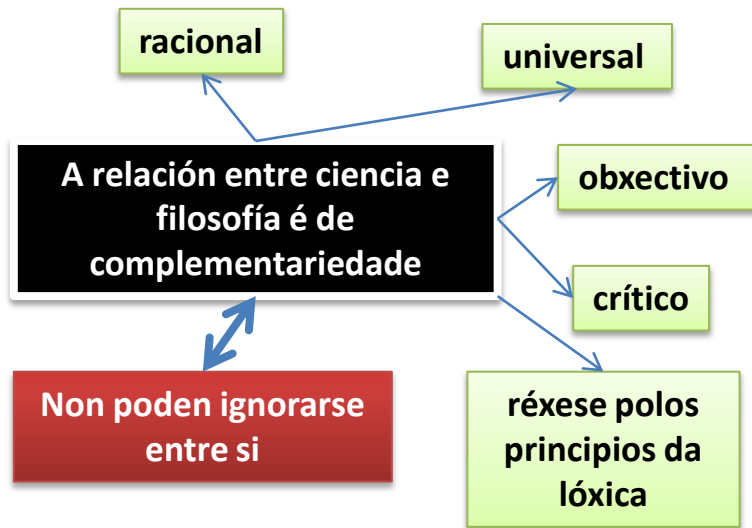 racional
universal
A relación entre ciencia e
filosofía é de
complementariedade
obxectivo
crítico
Non poden ignorarse
entre si
réxese polos
principios da
lóxica